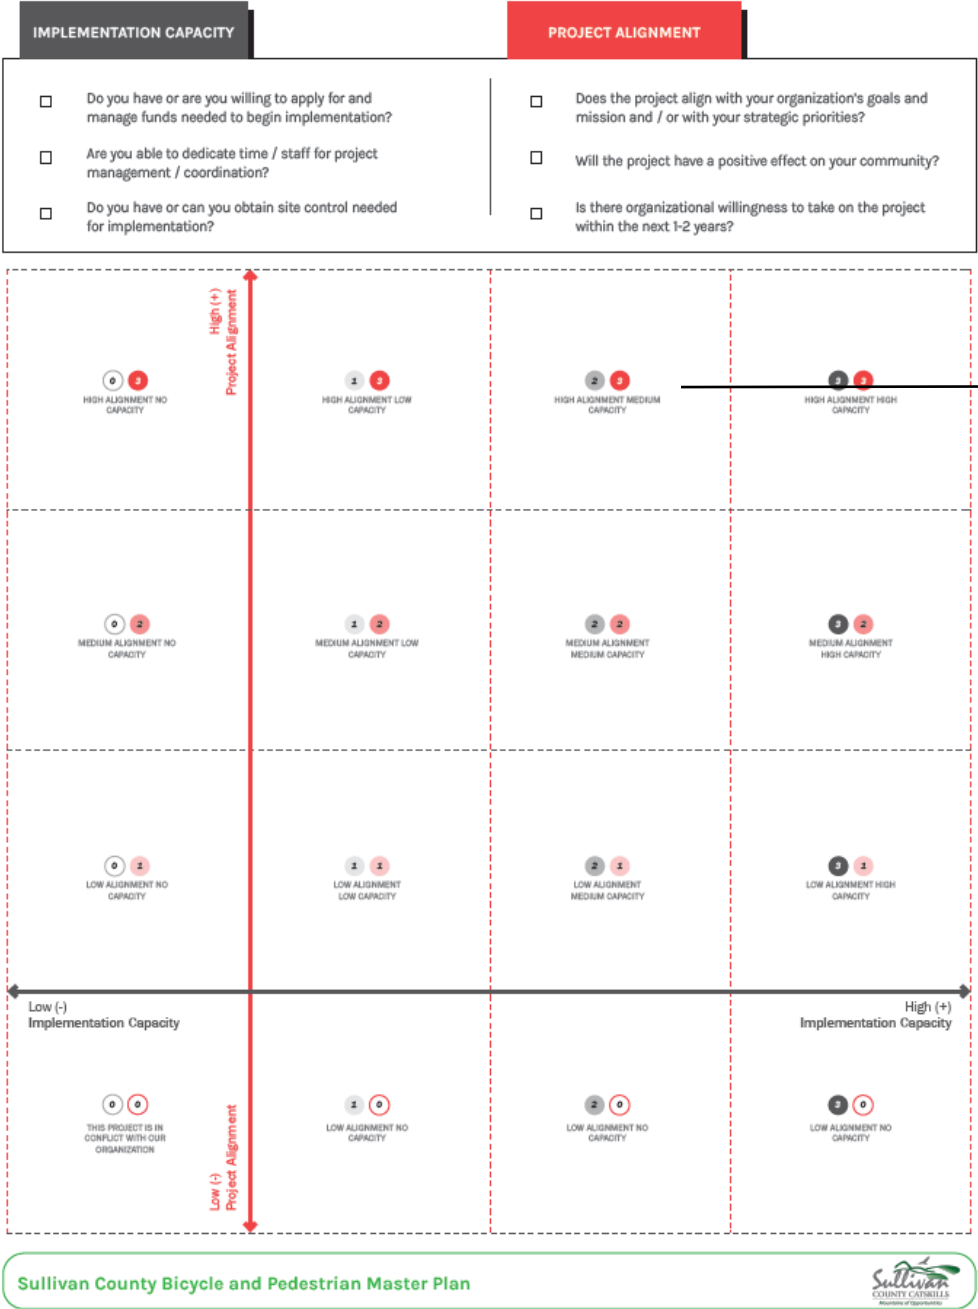 IMPLEMENTATION CAPACITY
PROJECT ALIGNMENT
Do you have or are you willing to apply for and
manage funds needed to begin implementation?
Are you able to dedicate time / staff for project
management / coordination?
Do you have or can you obtain site control needed
for implementation?
Does the project align with your organization's goals and
mission and / or with your strategic priorities?
Will the project have a positive effect on your community?
Is there organizational willingness to take on the project
within the next 1-2 years?
High (+)
Project Alignment
0 3
HIGH ALIGNMENT NO
CAPACITY
1 3
HIGH ALIGNMENT LOW
CAPACITY
2 3
HIGH ALIGNMENT MEDIUM
CAPACITY
3 3
HIGH ALIGNMENT HIGH
CAPACITY
0 2
MEDIUM ALIGNMENT NO
CAPACITY
1 2
MEDIUM ALIGNMENT LOW
CAPACITY
2 2
MEDIUM ALIGNMENT
MEDIUM CAPACITY
3 2
MEDIUM ALIGNMENT
HIGH CAPACITY
0 1
LOW ALIGNMENT NO
CAPACITY
1 1
LOW ALIGNMENT
LOW CAPACITY
2 1
LOW ALIGNMENT
MEDIUM CAPACITY
3 1
LOW ALIGNMENT HIGH
CAPACITY
Low (-)
Implementation Capacity
High (+)
Implementation Capacity
0 0
THIS PROJECT IS IN
CONFLICT WITH OUR
ORGANIZATION
1 0
LOW ALIGNMENT NO
CAPACITY
2 0
LOW ALIGNMENT NO
CAPACITY
3 0
LOW ALIGNMENT NO
CAPACITY
Low (-)
Project Alignment
Sullivan County Bicycle and Pedestrian Master Plan
Sullivan
COUNTY CATSKILLS
Mountains of Opportunities